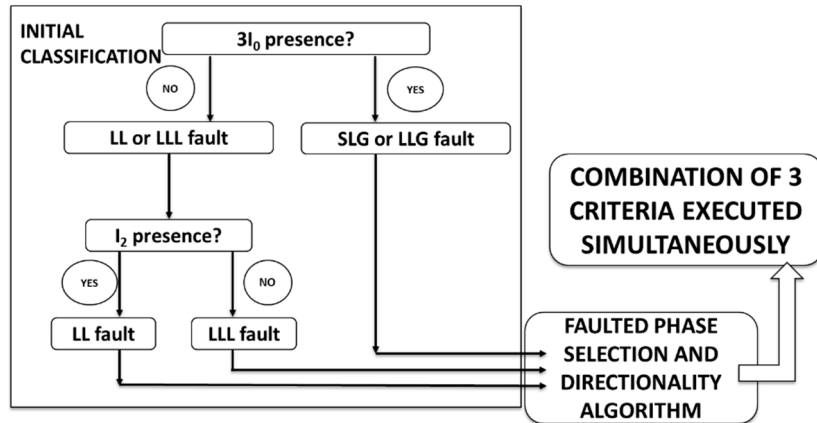 INITIAL
CLASSIFICATION
3I₀ presence?
NO
YES
LL or LLL fault
SLG or LLG fault
I₂ presence?
YES
NO
LL fault
LLL fault
COMBINATION OF 3
CRITERIA EXECUTED
SIMULTANEOUSLY
FAULTED PHASE
SELECTION AND
DIRECTIONALITY
ALGORITHM